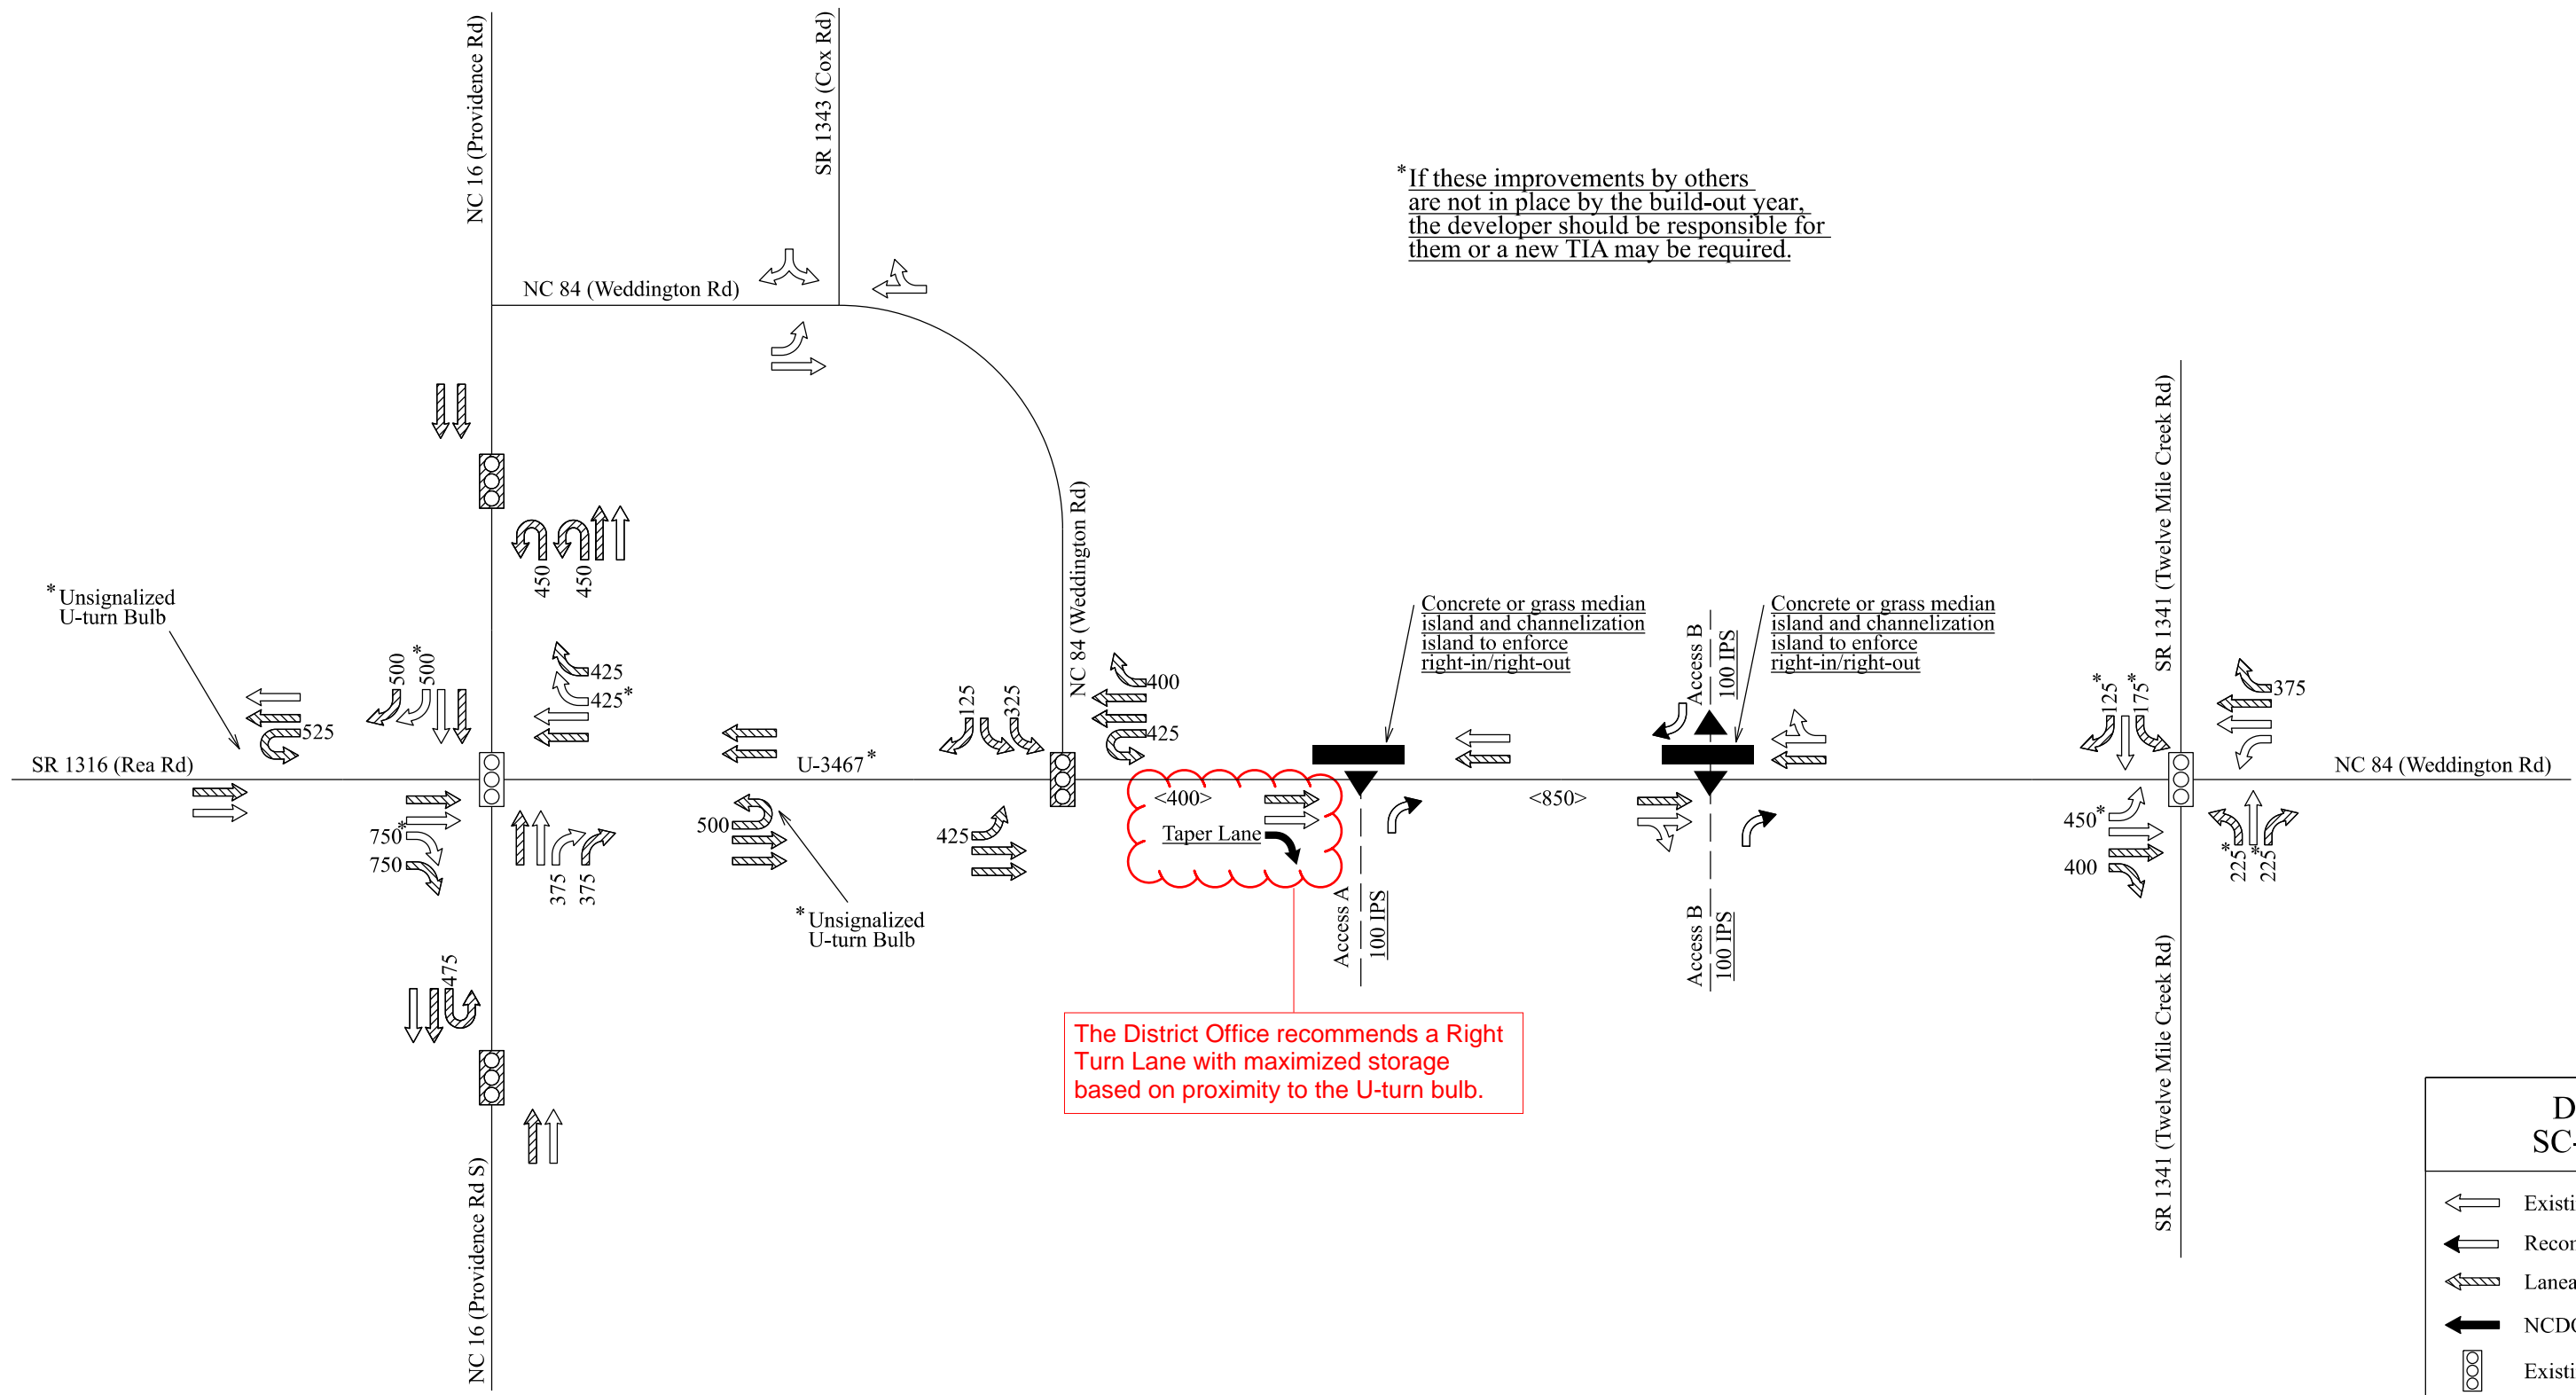 NC 16 (Providence Rd)
SR 1343 (Cox Rd)
*If these improvements by others
are not in place by the build-out year,
the developer should be responsible for
them or a new TIA may be required.
NC 84 (Weddington Rd)
450
450
* Unsignalized
U-turn Bulb
NC 84 (Weddington Rd)
Concrete or grass median
island and channelization
island to enforce
right-in/right-out
Access B
100 IPS
Concrete or grass median
island and channelization
island to enforce
right-in/right-out
SR 1341 (Twelve Mile Creek Rd)
525
500
500*
425
425*
125
325
400
425
125*
175*
375
SR 1316 (Rea Rd)
U-3467*
NC 84 (Weddington Rd)
750*
750
375
375
500
425
<400>
Taper Lane
<850>
450*
400
225*
225*
* Unsignalized
U-turn Bulb
Access A
100 IPS
Access B
100 IPS
475
The District Office recommends a Right
Turn Lane with maximized storage
based on proximity to the U-turn bulb.
NC 16 (Providence Rd S)
SR 1341 (Twelve Mile Creek Rd)